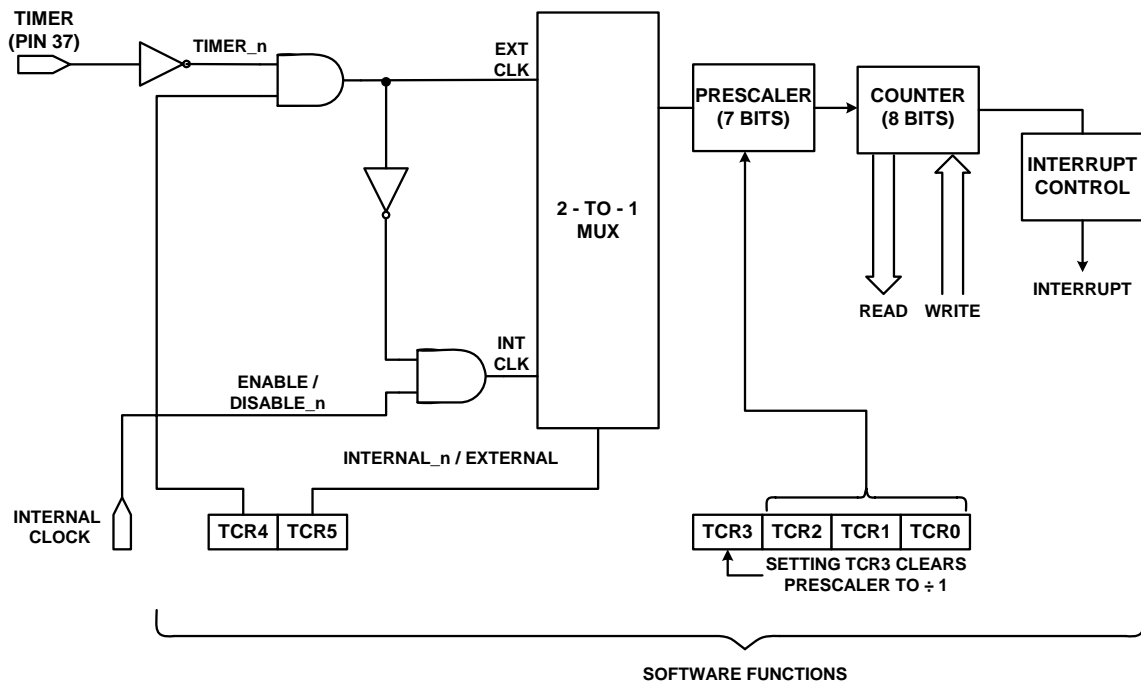 TIMER
(PIN 37)
TIMER_n
EXT
CLK
PRESCALER
(7 BITS)
COUNTER
(8 BITS)
INTERRUPT
CONTROL
2 - TO - 1
MUX
READ
WRITE
INTERRUPT
INT
CLK
ENABLE /
DISABLE_n
INTERNAL_n / EXTERNAL
INTERNAL
CLOCK
TCR4
TCR5
TCR3
TCR2
TCR1
TCR0
SETTING TCR3 CLEARS
PRESCALER TO ÷ 1
SOFTWARE FUNCTIONS